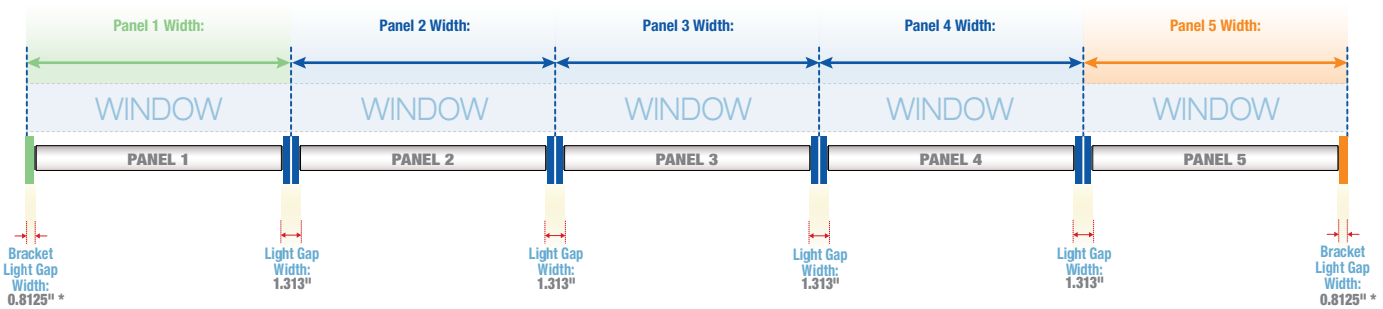 Panel 1 Width:
Panel 2 Width:
Panel 3 Width:
Panel 4 Width:
Panel 5 Width:
WINDOW
WINDOW
WINDOW
WINDOW
WINDOW
PANEL 1
PANEL 2
PANEL 3
PANEL 4
PANEL 5
Bracket
Light Gap
Width:
0.8125" *
Light Gap
Width:
1.313"
Light Gap
Width:
1.313"
Light Gap
Width:
1.313"
Light Gap
Width:
1.313"
Bracket
Light Gap
Width:
0.8125" *